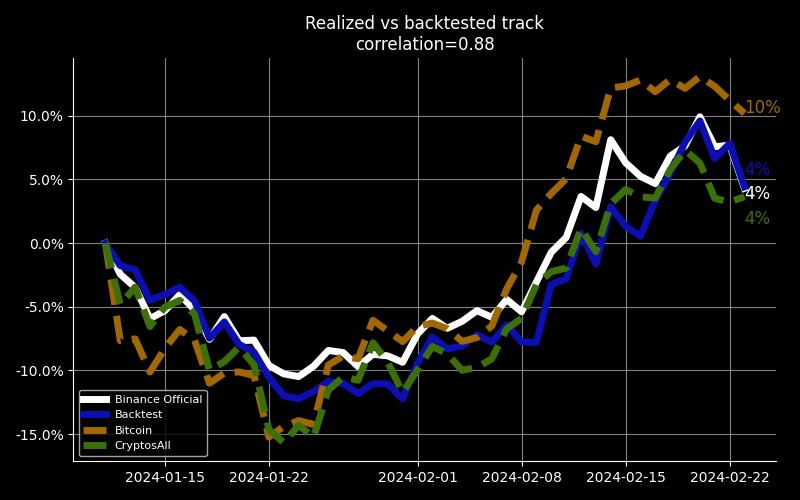 Realized vs backtested track
correlation=0.88
10.0%
5.0%
0.0%
-5.0%
-10.0%
-15.0%
10%
4%
4%
4%
Binance Official
Backtest
Bitcoin
CryptosAll
2024-01-15
2024-01-22
2024-02-01
2024-02-08
2024-02-15
2024-02-22